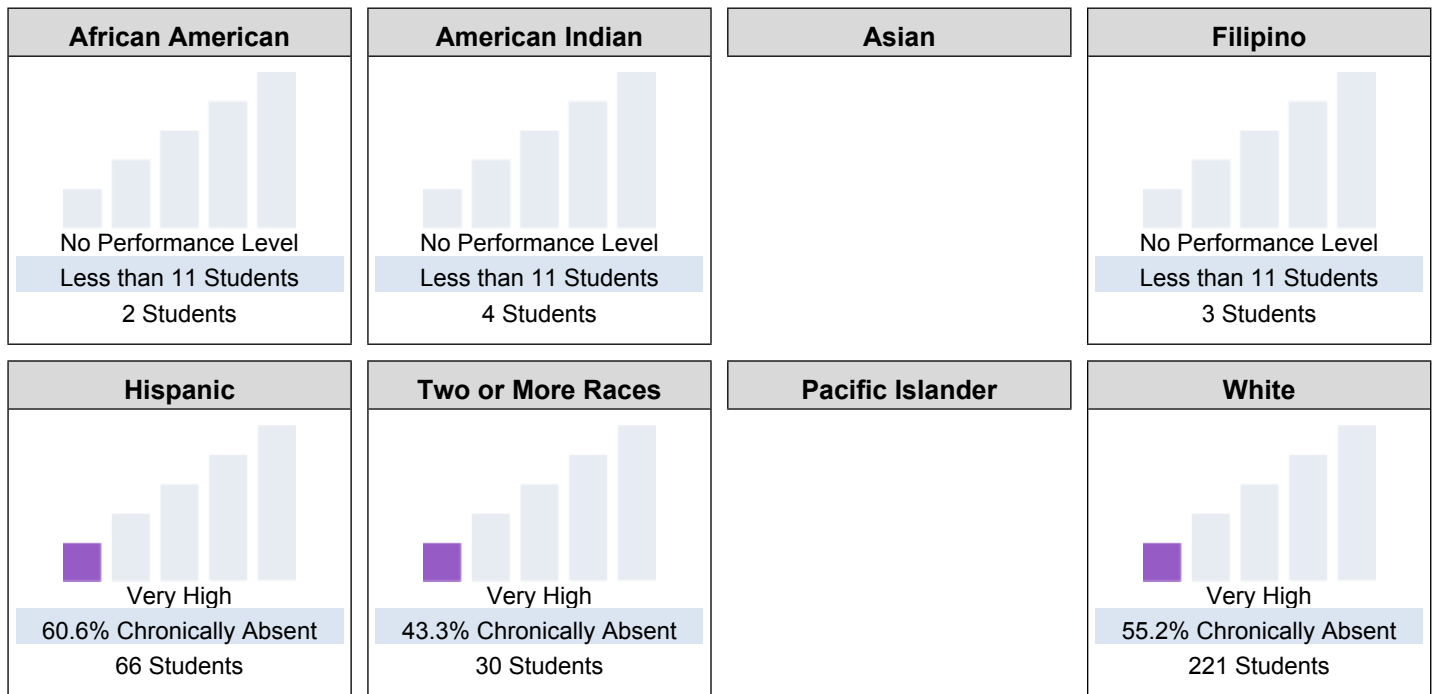 African American
No Performance Level
Less than 11 Students
2 Students
American Indian
No Performance Level
Less than 11 Students
4 Students
Asian
Filipino
No Performance Level
Less than 11 Students
3 Students
Hispanic
Very High
60.6% Chronically Absent
66 Students
Two or More Races
Very High
43.3% Chronically Absent
30 Students
Pacific Islander
White
Very High
55.2% Chronically Absent
221 Students